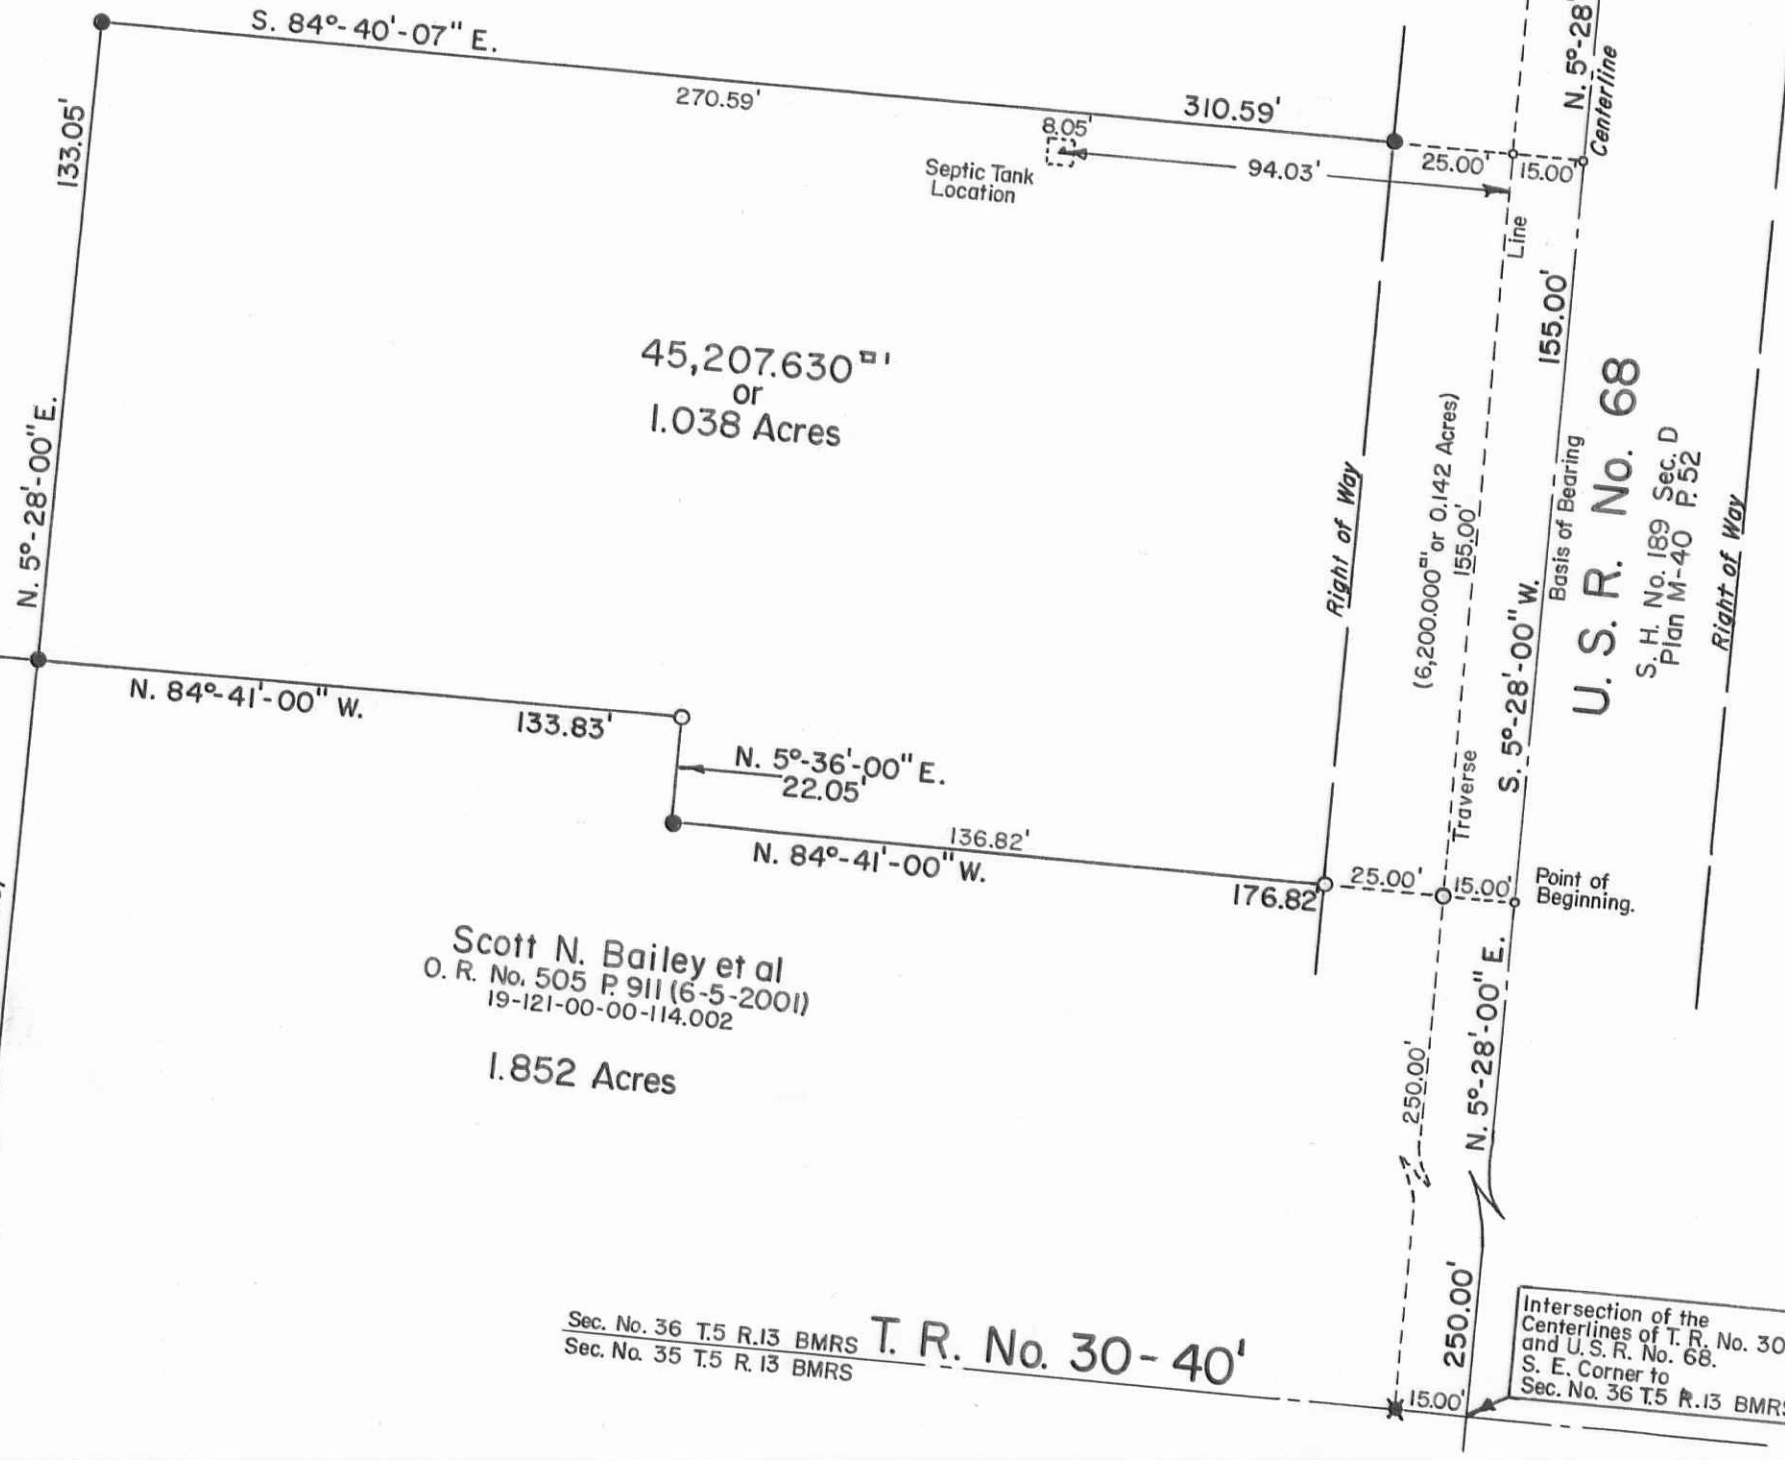 S. 84°-40'-07" E.
270.59'
310.59'
8.05'
Septic Tank
Location
94.03'
25.00'
15.00'
N. 5°-28'
Centerline
133.05'
N. 5°-28'-00" E.
45,207.630 □'
or
1.038 Acres
Line
155.00'
Right of Way
(6,200.000 □' or 0.142 Acres)
155.00'
Traverse
S. 5°-28'-00" W.
Basis of Bearing
U. S. R. No. 68
S. H. No. 189 Sec. D
Plan M-40 P. 52
Right of Way
N. 84°-41'-00" W.
133.83'
N. 5°-36'-00" E.
22.05'
136.82'
N. 84°-41'-00" W.
176.82'
25.00'
15.00'
Point of
Beginning.
Scott N. Bailey et al
O. R. No. 505 P. 911 (6-5-2001)
19-121-00-00-114.002
1.852 Acres
250.00'
N. 5°-28'-00" E.
250.00'
Sec. No. 36 T.5 R.13 BMRS
Sec. No. 35 T.5 R.13 BMRS
T. R. No. 30-40'
15.00'
Intersection of the
Centerlines of T. R. No. 30
and U. S. R. No. 68.
S. E. Corner to
Sec. No. 36 T.5 R.13 BMRS